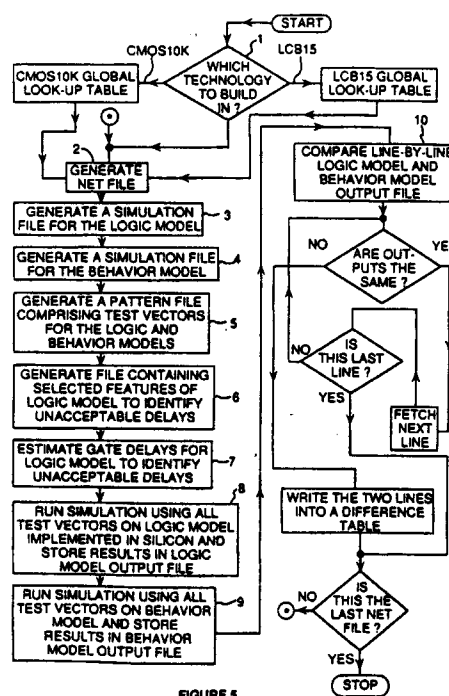 START
1
CMOS10K
LCB15
WHICH
TECHNOLOGY
TO BUILD
IN ?
CMOS10K GLOBAL
LOOK-UP TABLE
LCB15 GLOBAL
LOOK-UP TABLE
2
GENERATE
NET FILE
GENERATE A SIMULATION
FILE FOR THE LOGIC MODEL
3
GENERATE A SIMULATION FILE
FOR THE BEHAVIOR MODEL
4
GENERATE A PATTERN FILE
COMPRISING TEST VECTORS
FOR THE LOGIC AND
BEHAVIOR MODELS
5
GENERATE FILE CONTAINING
SELECTED FEATURES OF
LOGIC MODEL TO IDENTIFY
UNACCEPTABLE DELAYS
6
ESTIMATE GATE DELAYS FOR
LOGIC MODEL TO IDENTIFY
UNACCEPTABLE DELAYS
7
8
RUN SIMULATION USING ALL
TEST VECTORS ON LOGIC MODEL
IMPLEMENTED IN SILICON AND
STORE RESULTS IN LOGIC
MODEL OUTPUT FILE
RUN SIMULATION USING ALL
TEST VECTORS ON BEHAVIOR
MODEL AND STORE
RESULTS IN BEHAVIOR
MODEL OUTPUT FILE
9
10
COMPARE LINE-BY-LINE
LOGIC MODEL AND
BEHAVIOR MODEL
OUTPUT FILE
NO
YES
ARE OUT-
PUTS THE
SAME ?
IS
THIS LAST
LINE ?
NO
YES
FETCH
NEXT
LINE
WRITE THE TWO LINES
INTO A DIFFERENCE
TABLE
NO
IS
THIS THE
LAST NET
FILE ?
YES
STOP
FIGURE 5